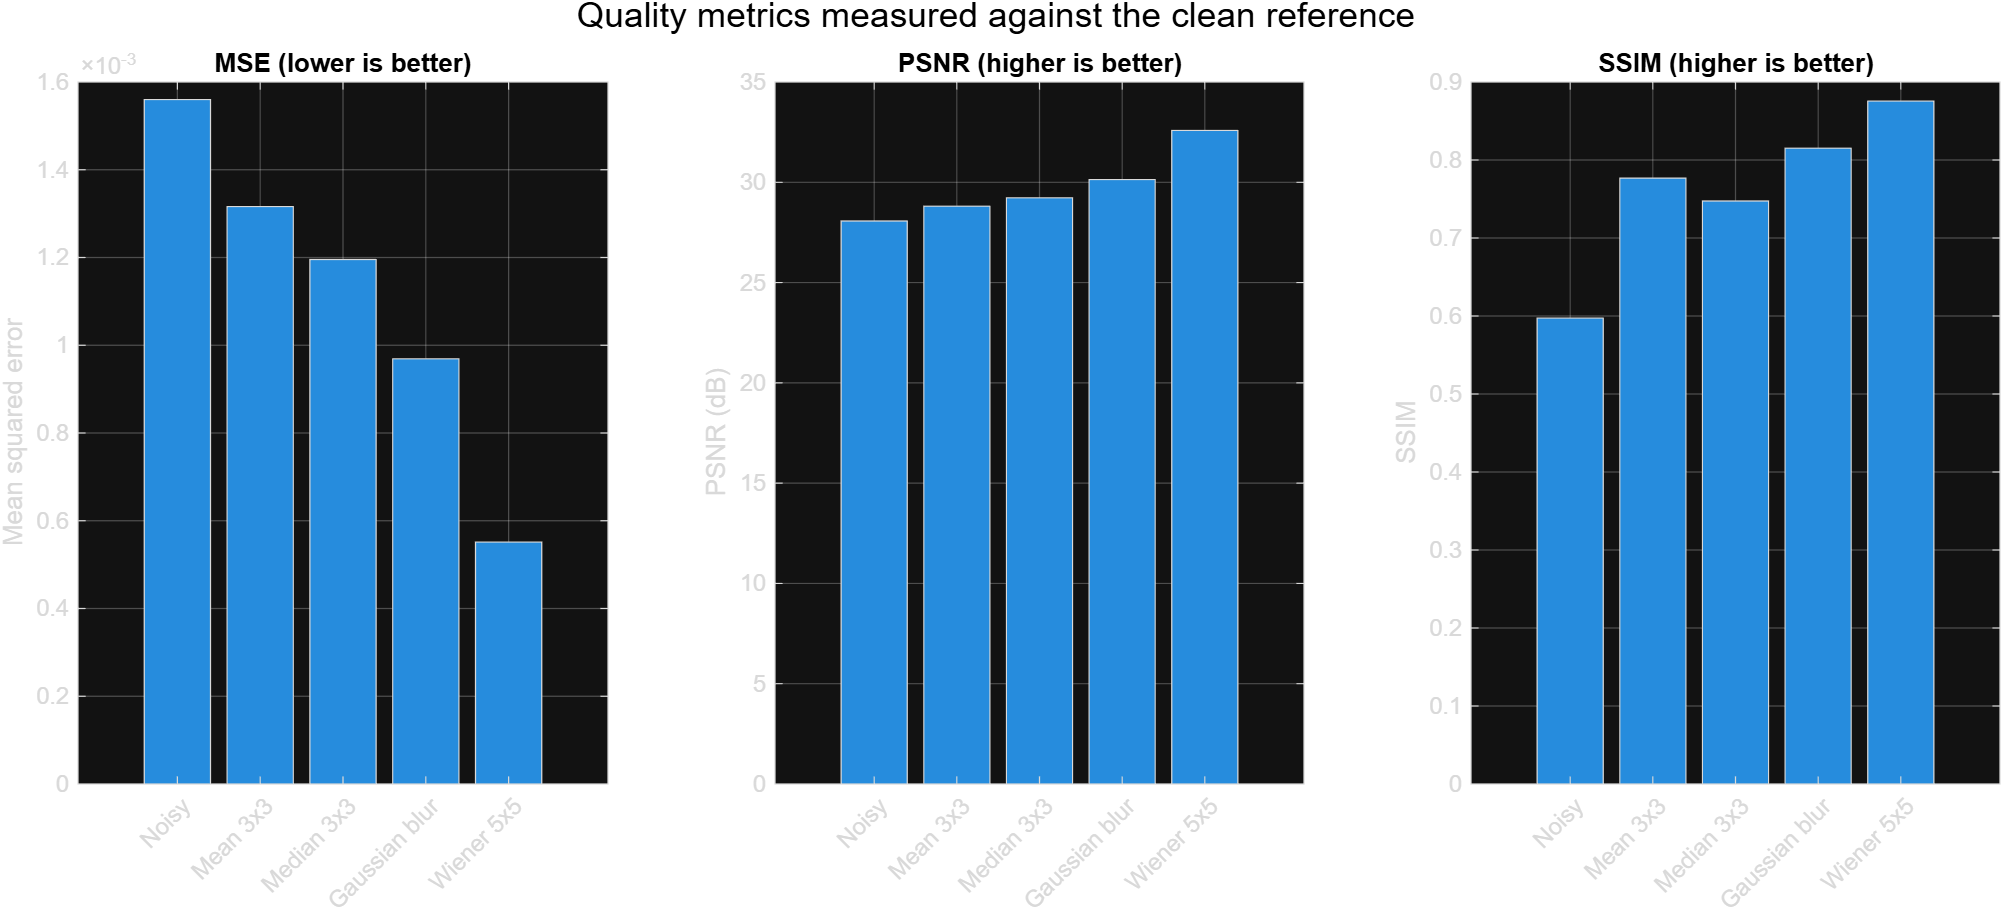 Quality metrics measured against the clean reference
MSE (lower is better)
×10-3
1.6
1.4
1.2
1
0.8
0.6
0.4
0.2
0
Mean squared error
Noisy
Mean 3x3
Median 3x3
Gaussian blur
Wiener 5x5
PSNR (higher is better)
35
30
25
20
15
10
5
0
PSNR (dB)
Noisy
Mean 3x3
Median 3x3
Gaussian blur
Wiener 5x5
SSIM (higher is better)
0.9
0.8
0.7
0.6
0.5
0.4
0.3
0.2
0.1
0
SSIM
Noisy
Mean 3x3
Median 3x3
Gaussian blur
Wiener 5x5